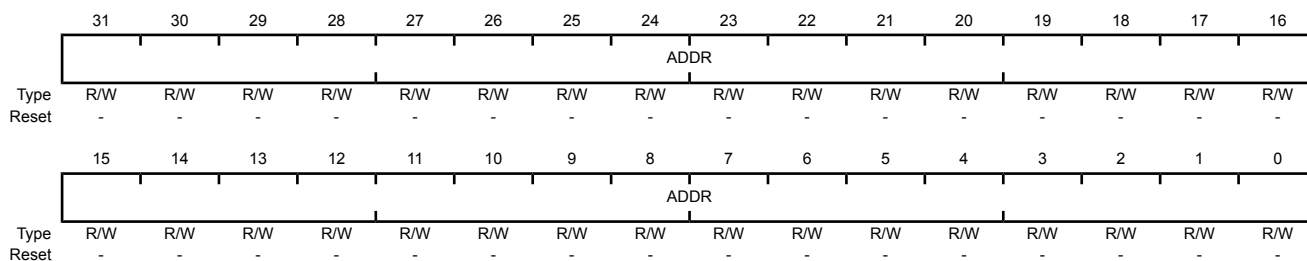 31 30 29 28 27 26 25 24 23 22 21 20 19 18 17 16
ADDR
Type R/W R/W R/W R/W R/W R/W R/W R/W R/W R/W R/W R/W R/W R/W R/W R/W
Reset - - - - - - - - - - - - - - - -
15 14 13 12 11 10 9 8 7 6 5 4 3 2 1 0
ADDR
Type R/W R/W R/W R/W R/W R/W R/W R/W R/W R/W R/W R/W R/W R/W R/W R/W
Reset - - - - - - - - - - - - - - - -